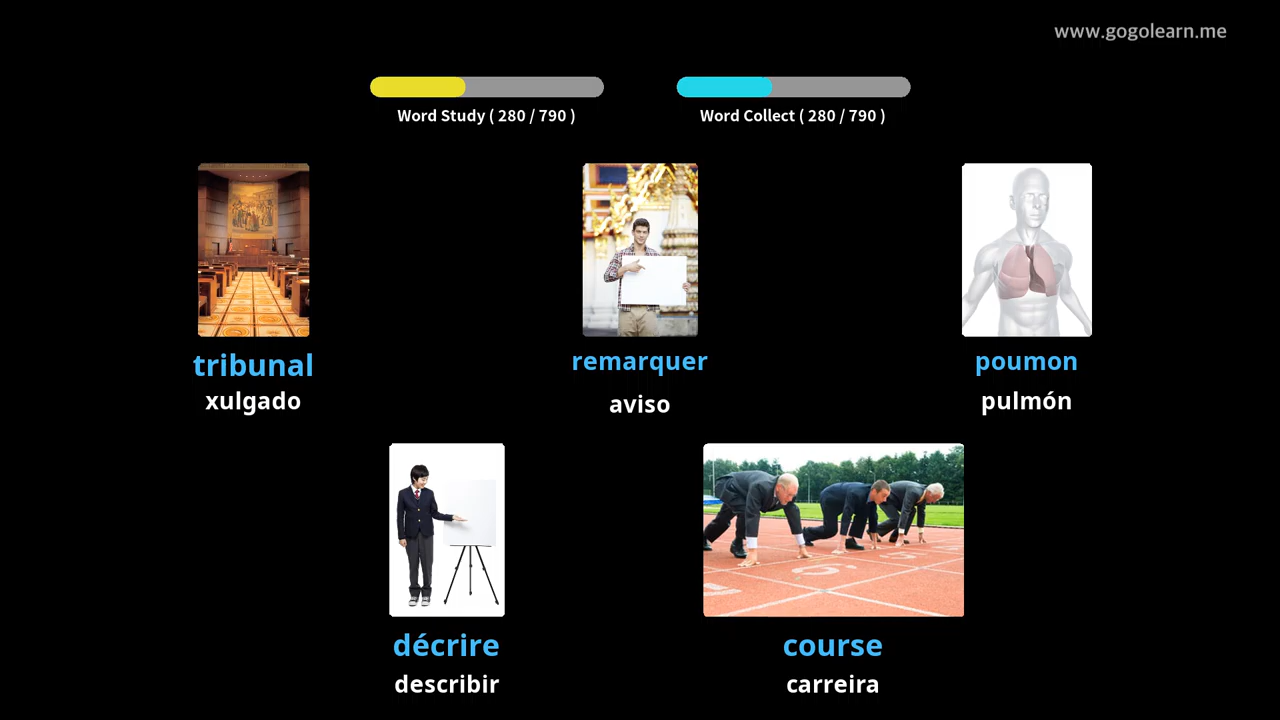 www.gogolearn.me
Word Study ( 280 / 790 )
Word Collect ( 280 / 790 )
tribunal
xulgado
remarquer
aviso
poumon
pulmón
décrire
describir
course
carreira